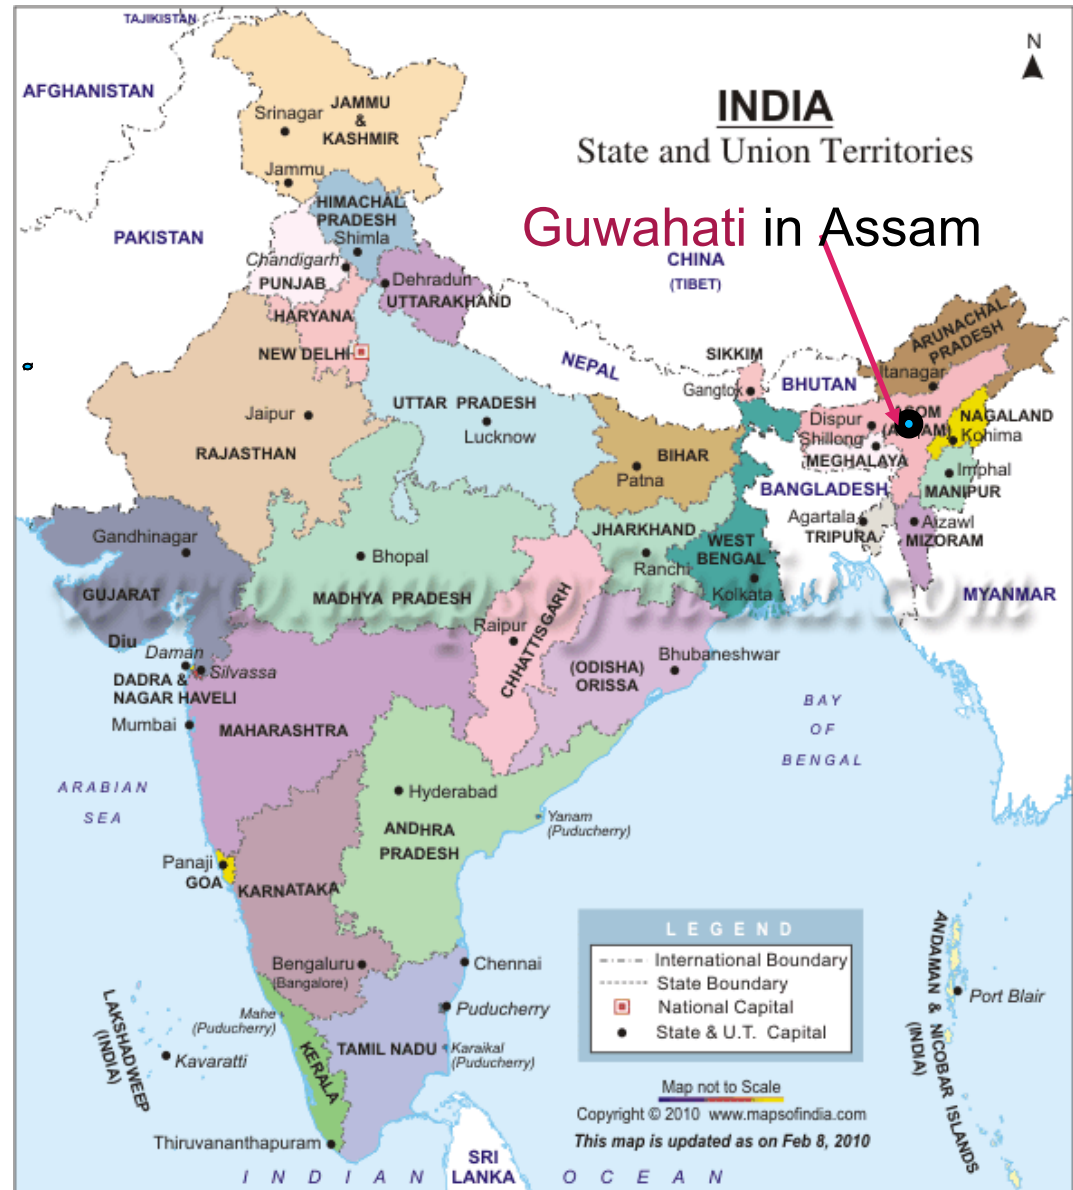 TAJIKISTAN
AFGHANISTAN
N
INDIA
State and Union Territories
Srinagar
JAMMU
&
KASHMIR
Jammu
HIMACHAL
PRADESH
Shimla
Guwahati in Assam
PAKISTAN
Chandigarh
PUNJAB
Dehradun
UTTARAKHAND
CHINA
(TIBET)
HARYANA
NEW DELHI
NEPAL
SIKKIM
Gangtok
BHUTAN
ARUNACHAL
PRADESH
Itanagar
Jaipur
RAJASTHAN
UTTAR PRADESH
Lucknow
BIHAR
Patna
Dispur
ASOM
(ASSAM)
NAGALAND
Shillong
Kohima
MEGHALAYA
Imphal
BANGLADESH
MANIPUR
Agartala
TRIPURA
Aizawl
MIZORAM
Gandhinagar
GUJARAT
Bhopal
MADHYA PRADESH
JHARKHAND
Ranchi
WEST
BENGAL
Kolkata
MYANMAR
www.mapsofindia.com
Diu
Daman
Silvassa
DADRA &
NAGAR HAVELI
Mumbai
MAHARASHTRA
Raipur
CHHATTISGARH
(ODISHA)
ORISSA
Bhubaneshwar
BAY
OF
BENGAL
ARABIAN
SEA
Hyderabad
ANDHRA
PRADESH
Yanam
(Puducherry)
Panaji
GOA
KARNATAKA
Bengaluru
(Bangalore)
Chennai
Mahe
(Puducherry)
Puducherry
KERALA
TAMIL NADU
Karaikal
(Puducherry)
LAKSHADWEEP
(INDIA)
Kavaratti
Thiruvananthapuram
SRI
LANKA
INDIAN OCEAN
LEGEND
International Boundary
State Boundary
National Capital
State & U.T. Capital
Map not to Scale
Copyright © 2010 www.mapsofindia.com
This map is updated as on Feb 8, 2010
ANDAMAN & NICOBAR ISLANDS
(INDIA)
Port Blair